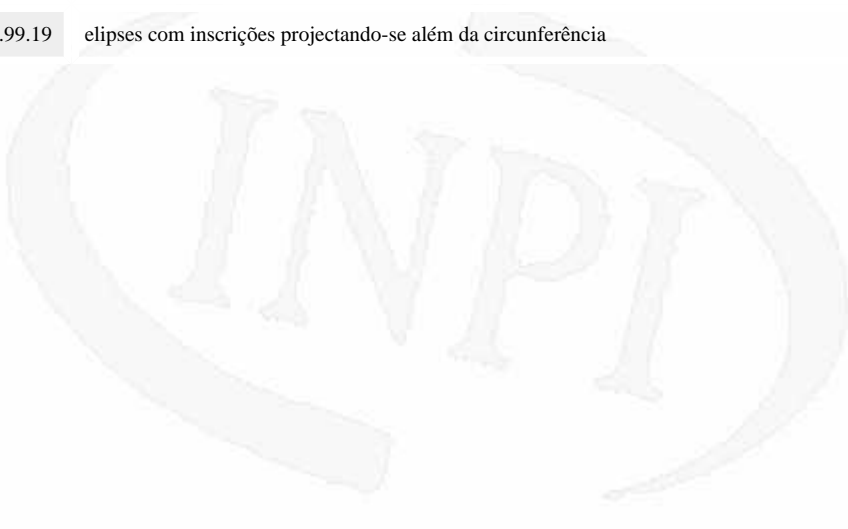 .99.19 elipses com inscrições projectando-se além da circunferência
INPI